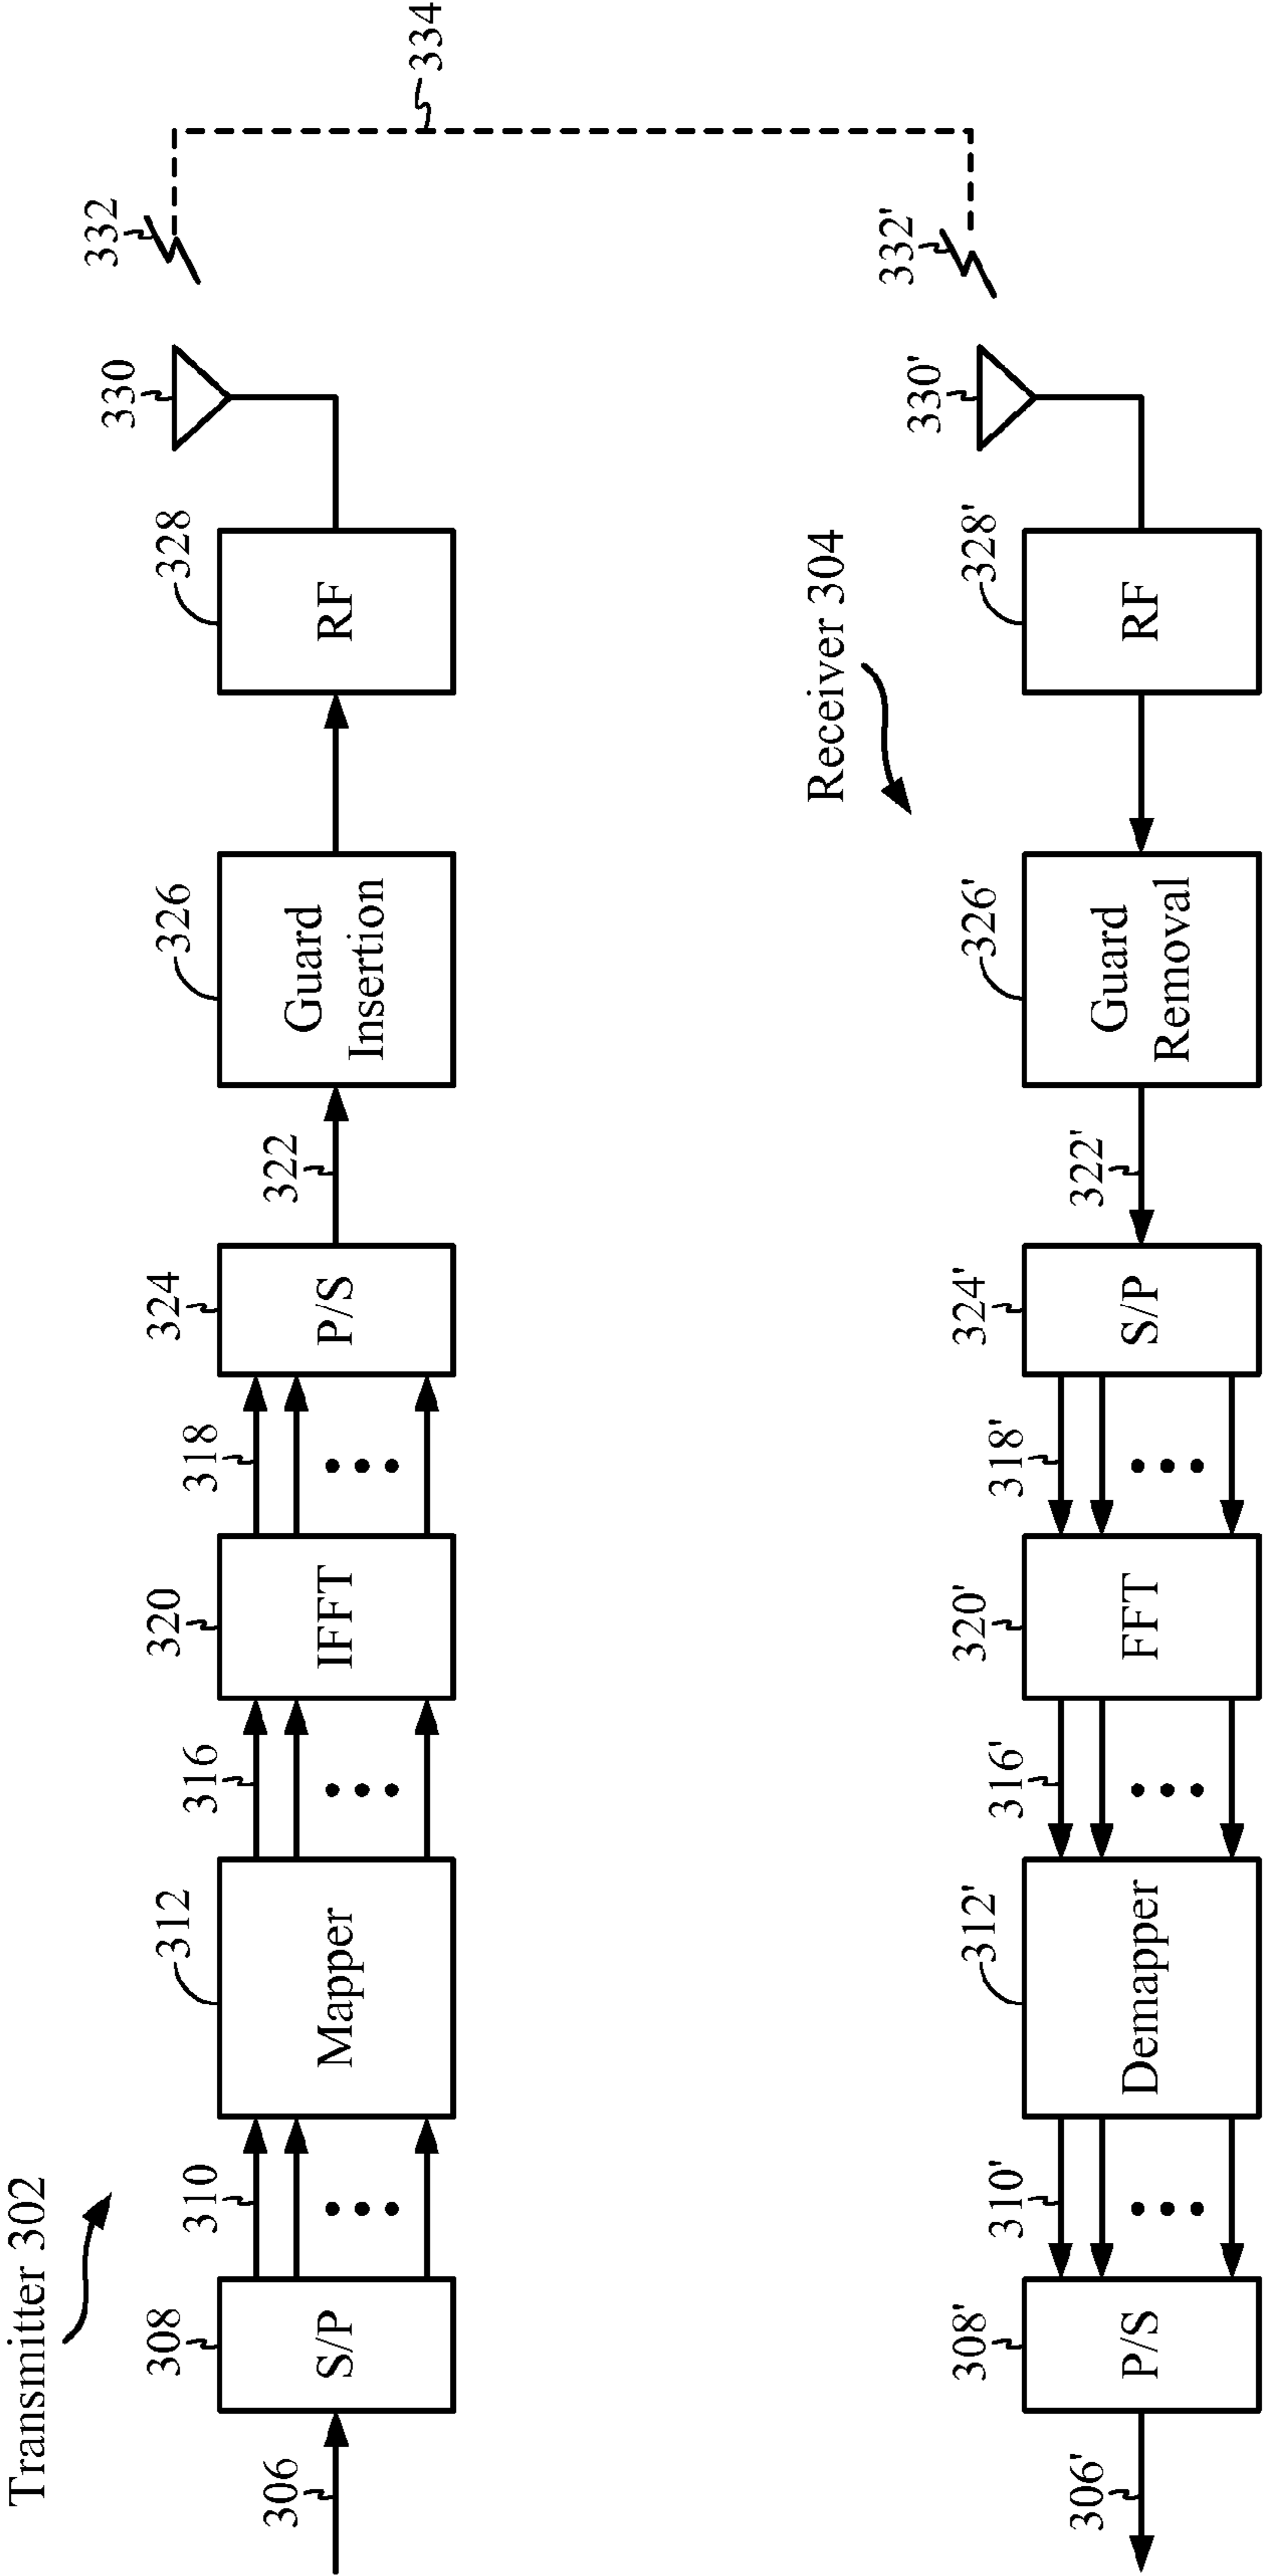 Transmitter 302
306
308
S/P
310
312
Mapper
316
320
IFFT
318
324
P/S
322
326
Guard
Insertion
328
RF
330
332
334
Receiver 304
306'
308'
P/S
310'
312'
Demapper
316'
320'
FFT
318'
324'
S/P
322'
326'
Guard
Removal
328'
RF
330'
332'